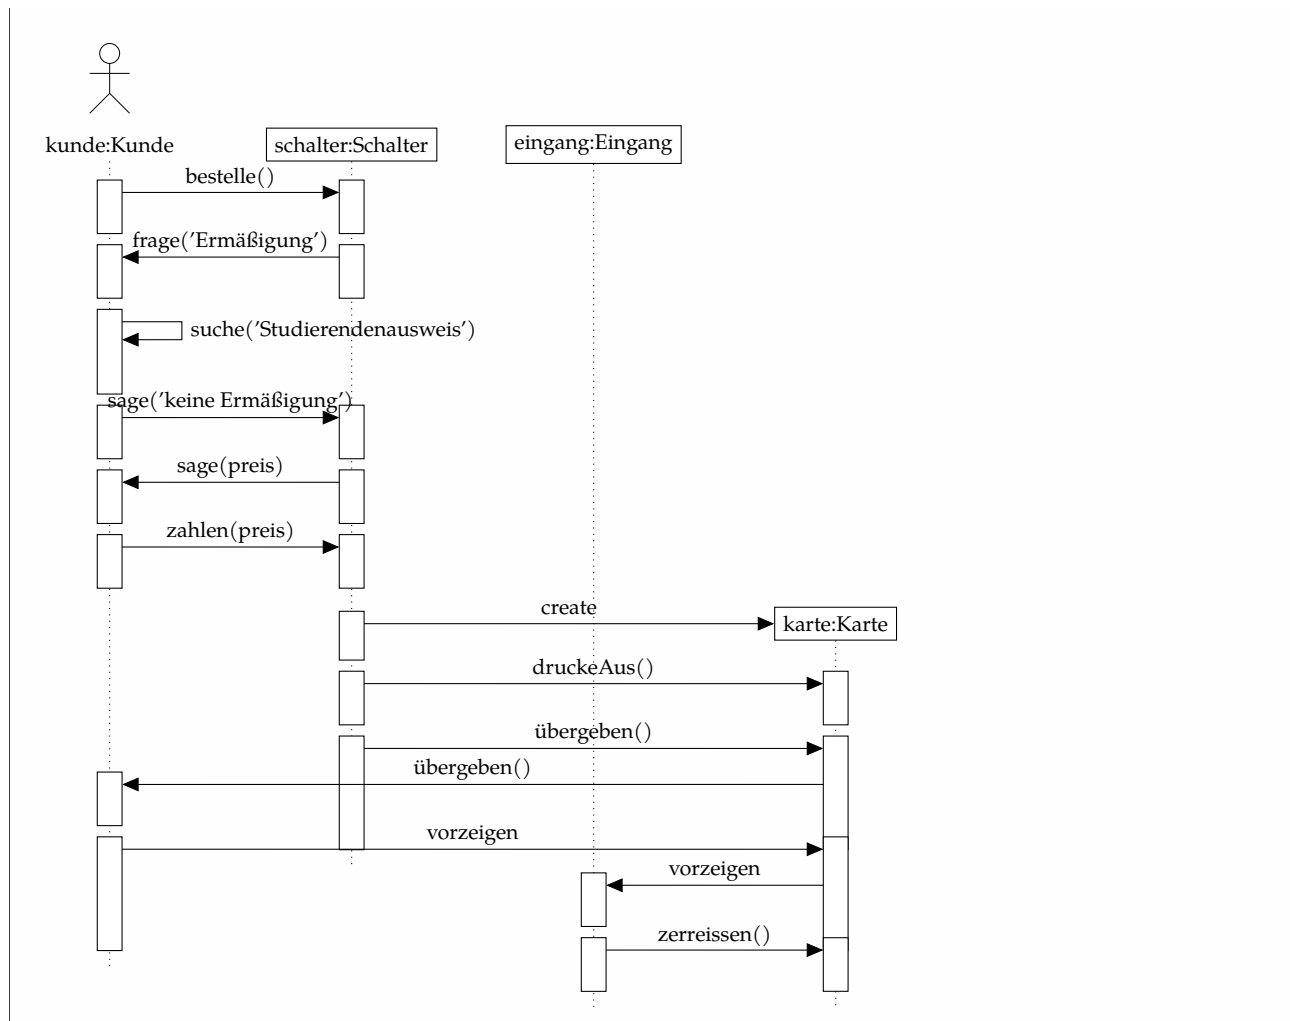 kunde:Kunde
schalter:Schalter
eingang:Eingang
bestelle()
frage('Ermäßigung')
suche('Studierendenausweis')
sage('keine Ermäßigung')
sage(preis)
zahlen(preis)
create
karte:Karte
druckeAus()
übergeben()
übergeben()
vorzeigen
vorzeigen
zerreissen()